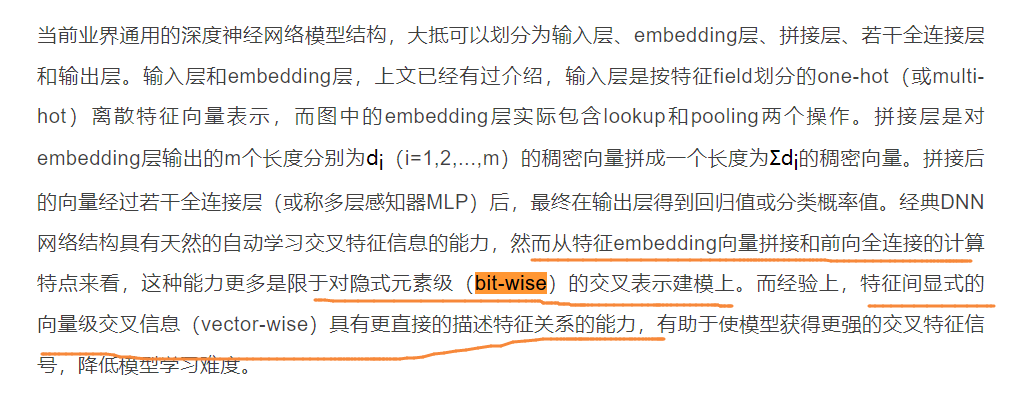 当前业界通用的深度神经网络模型结构，大抵可以划分为输入层、embedding层、拼接层、若干全连接层
和输出层。输入层和embedding层，上文已经有过介绍，输入层是按特征field划分的one-hot（或multi-
hot）离散特征向量表示，而图中的embedding层实际包含lookup和pooling两个操作。拼接层是对
embedding层输出的m个长度分别为di（i=1,2,...,m）的稠密向量拼成一个长度为Σdi的稠密向量。拼接后
的向量经过若干全连接层（或称多层感知器MLP）后，最终在输出层得到回归值或分类概率值。经典DNN
网络结构具有天然的自动学习交叉特征信息的能力，然而从特征embedding向量拼接和前向全连接的计算
特点来看，这种能力更多是限于对隐式元素级（bit-wise）的交叉表示建模上。而经验上，特征间显式的
向量级交叉信息（vector-wise）具有更直接的描述特征关系的能力，有助于使模型获得更强的交叉特征信
号，降低模型学习难度。